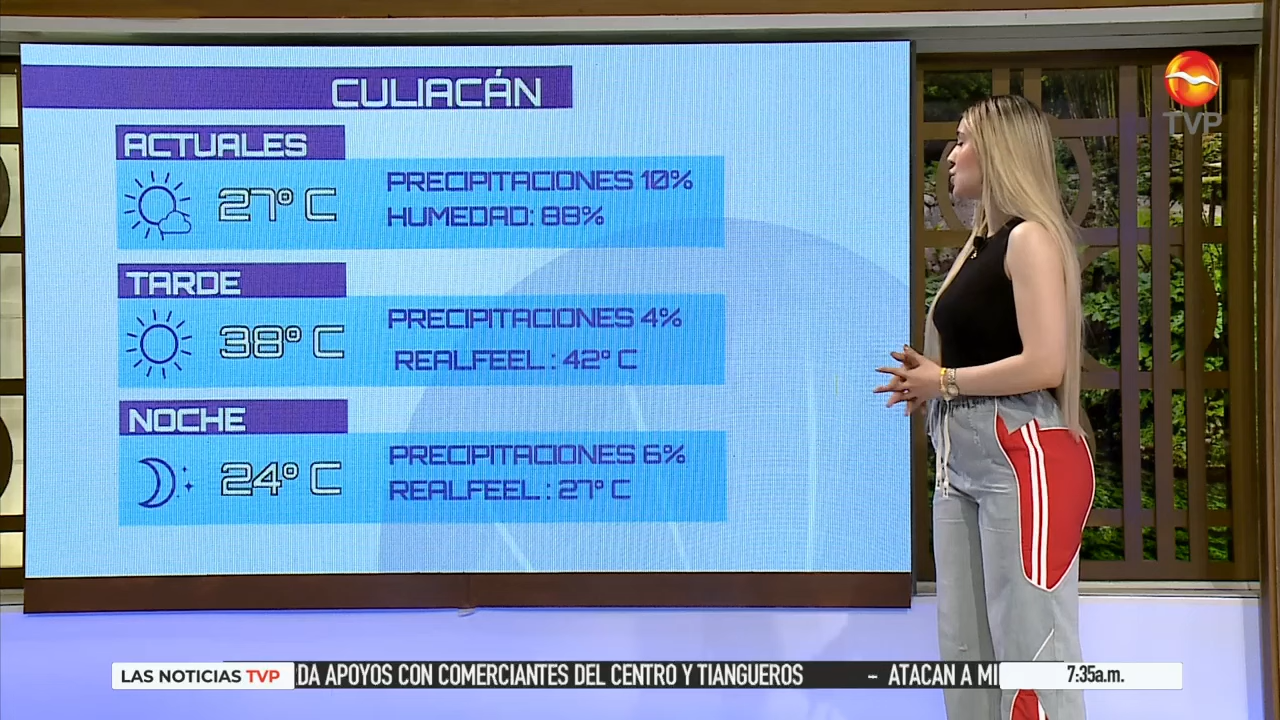 CULIACÁN
ACTUALES
27° C
PRECIPITACIONES 10%
HUMEDAD: 88%
TARDE
38° C
PRECIPITACIONES 4%
REALFEEL : 42° C
NOCHE
24° C
PRECIPITACIONES 6%
REALFEEL : 27° C
TVP
LAS NOTICIAS TVP
DA APOYOS CON COMERCIANTES DEL CENTRO Y TIANGUEROS - ATACAN A MI
7:35a.m.